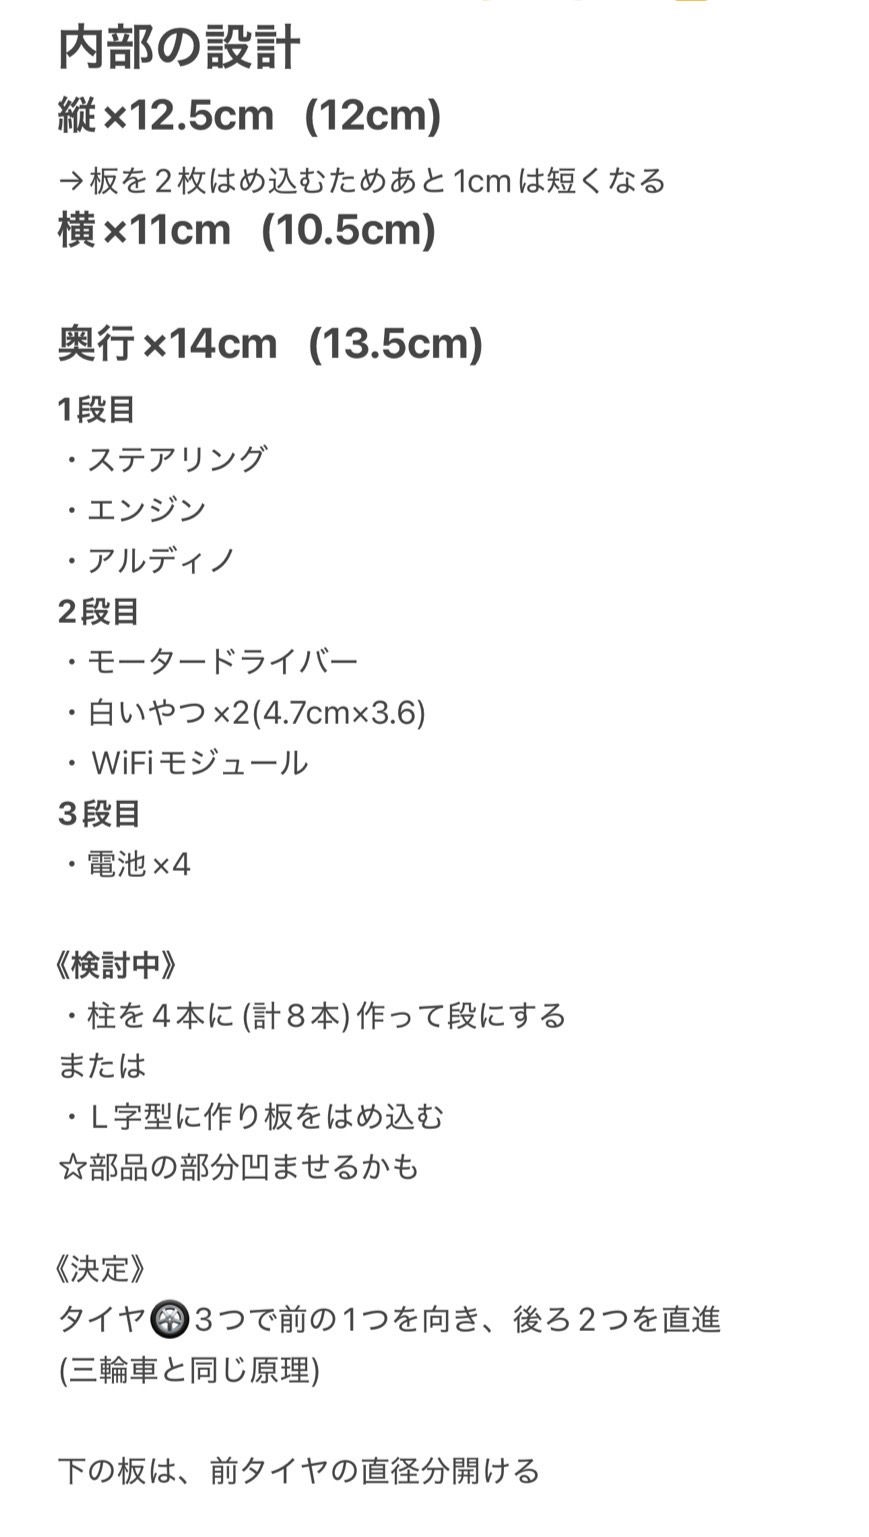 内部の設計
縦×12.5cm (12cm)
→板を2枚はめ込むためあと1cmは短くなる
横×11cm (10.5cm)
奥行×14cm (13.5cm)
1段目
・ステアリング
・エンジン
・アルディノ
2段目
・モータードライバー
・白いやつ×2(4.7cm×3.6)
・WiFiモジュール
3段目
・電池×4
《検討中》
・柱を4本に(計8本)作って段にする
または
・L字型に作り板をはめ込む
☆部品の部分凹ませるかも
《決定》
タイヤ🛞3つで前の1つを向き、後ろ2つを直進
(三輪車と同じ原理)
下の板は、前タイヤの直径分開ける